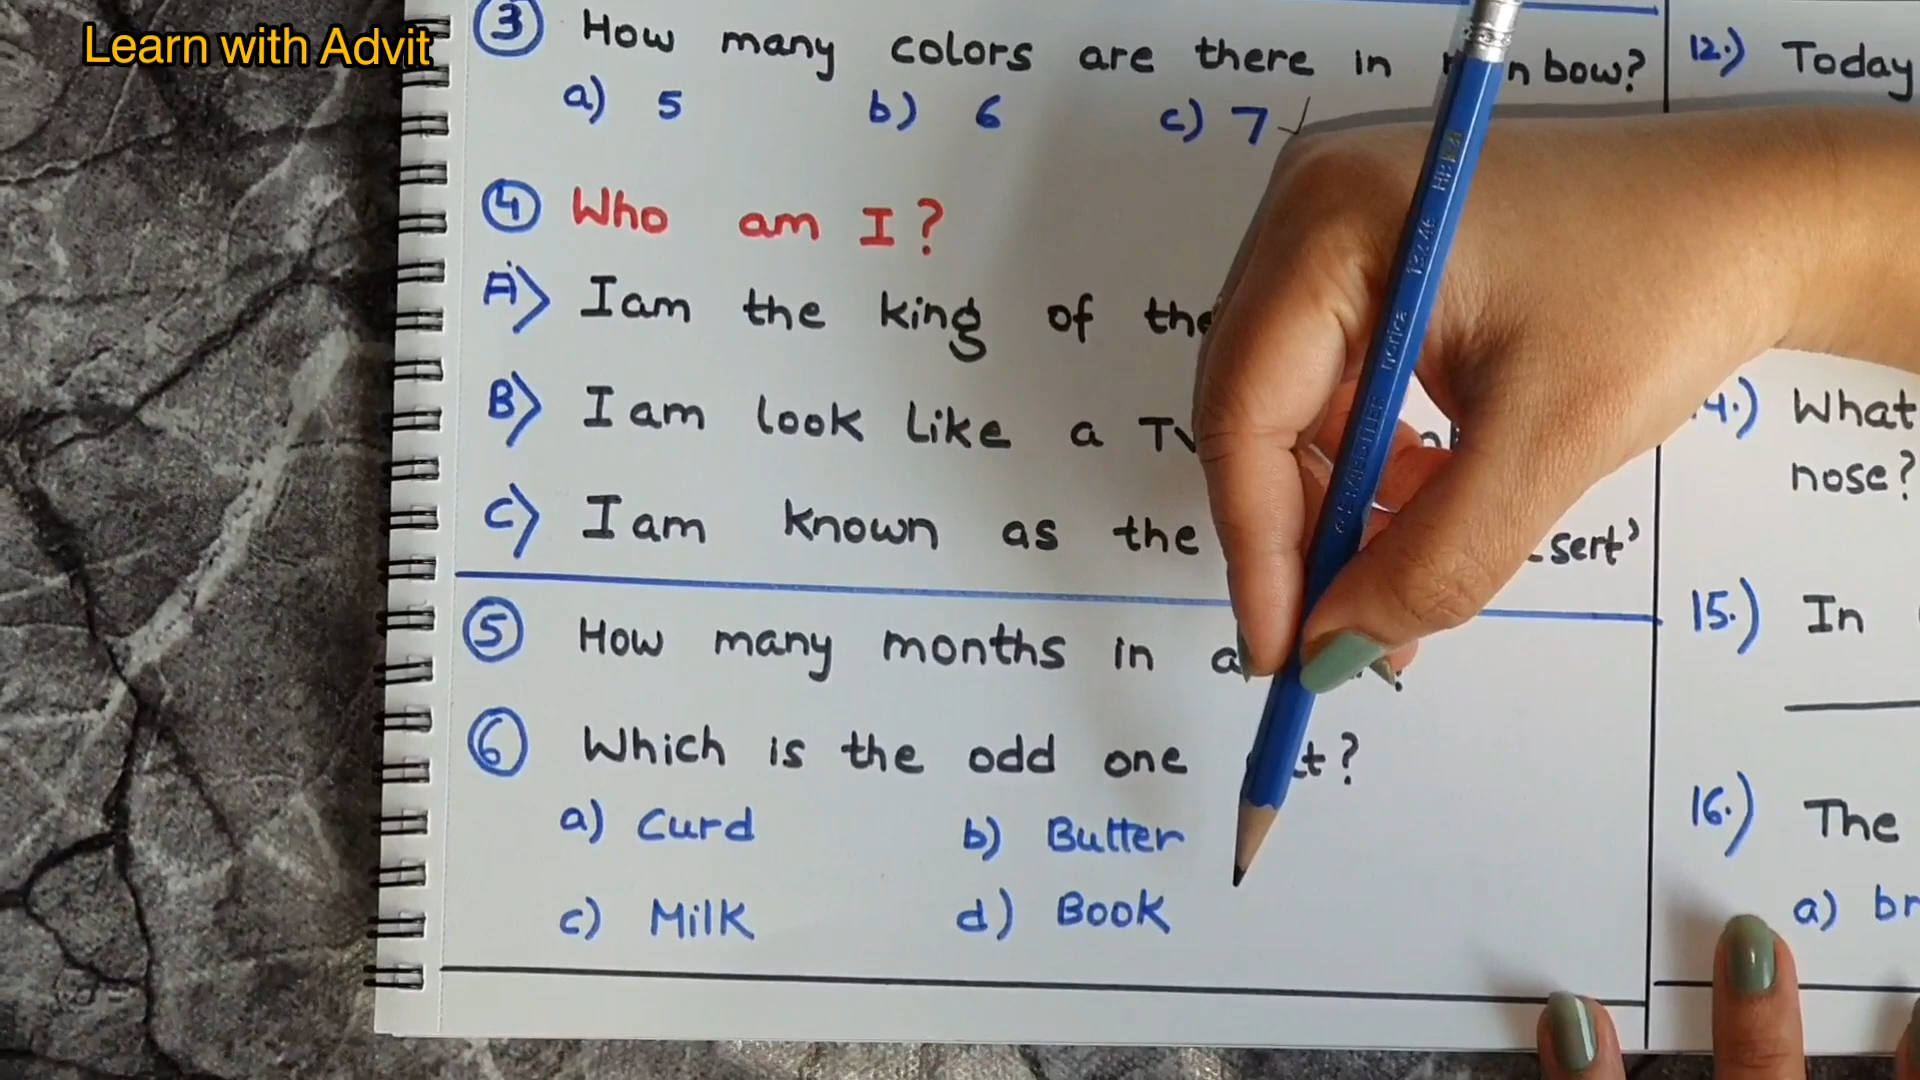 Learn with Advit
3 How many colors are there in bow?
a) 5 b) 6 c) 7 ✓
4 Who am I?
A) I am the king of the
B) I am look like a TV
C) I am known as the sert'
5 How many months in a
6 Which is the odd one ?
a) Curd b) Butter
c) Milk d) Book
12.) Today
What
nose?
15.) In
16.) The
a) br